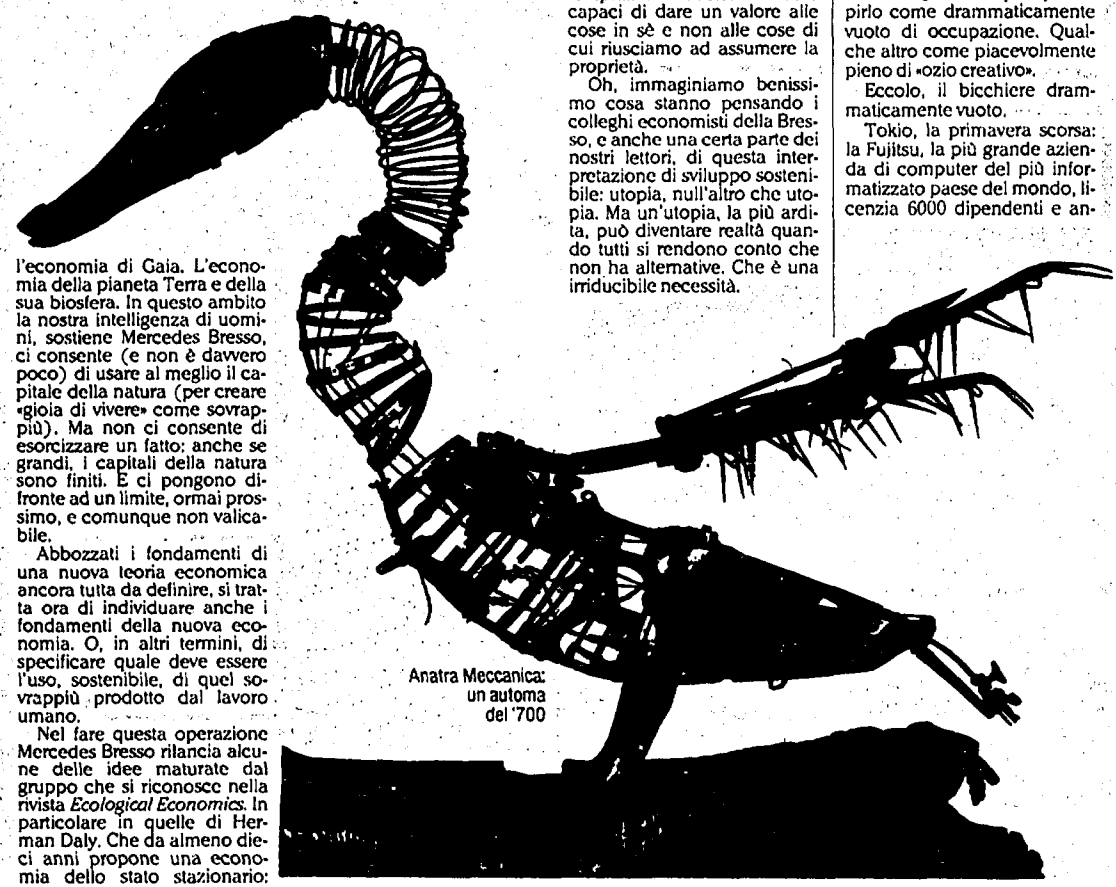 l'economia di Gaia. L'econo-
mia della pianeta Terra e della
sua biosfera. In questo ambito
la nostra intelligenza di uomi-
ni, sostiene Mercedes Bresso,
ci consente (e non è davvero
poco) di usare al meglio il ca-
pitale della natura (per creare
«gioia di vivere» come sovrap-
più). Ma non ci consente di
esorcizzare un fatto: anche se
grandi, i capitali della natura
sono finiti. E ci pongono di-
fronte ad un limite, ormai pros-
simo, e comunque non valica-
bile.
Abbozzati i fondamenti di
una nuova teoria economica
ancora tutta da definire, si trat-
ta ora di individuare anche i
fondamenti della nuova eco-
nomia. O, in altri termini, di
specificare quale deve essere
l'uso, sostenibile, di quel so-
vrappiù prodotto dal lavoro
umano.
Nel fare questa operazione
Mercedes Bresso rilancia alcu-
ne delle idee maturate dal
gruppo che si riconosce nella
rivista Ecological Economics. In
particolare in quelle di Her-
man Daly. Che da almeno die-
ci anni propone una econo-
mia dello stato stazionario:
Anatra Meccanica:
un automa
del '700
capaci di dare un valore alle
cose in sè e non alle cose di
cui riusciamo ad assumere la
proprietà.
Oh, immaginiamo benissi-
mo cosa stanno pensando i
colleghi economisti della Bres-
so, e anche una certa parte dei
nostri lettori, di questa inter-
pretazione di sviluppo sosteni-
bile: utopia, null'altro che uto-
pia. Ma un'utopia, la più ardi-
ta, può diventare realtà quan-
do tutti si rendono conto che
non ha alternative. Che è una
irriducibile necessità.
pirlo come drammaticamente
vuoto di occupazione. Qual-
che altro come piacevolmente
pieno di «ozio creativo».
Eccolo, il bicchiere dram-
maticamente vuoto.
Tokio, la primavera scorsa:
la Fujitsu, la più grande azien-
da di computer del più infor-
matizzato paese del mondo, li-
cenzia 6000 dipendenti e an-